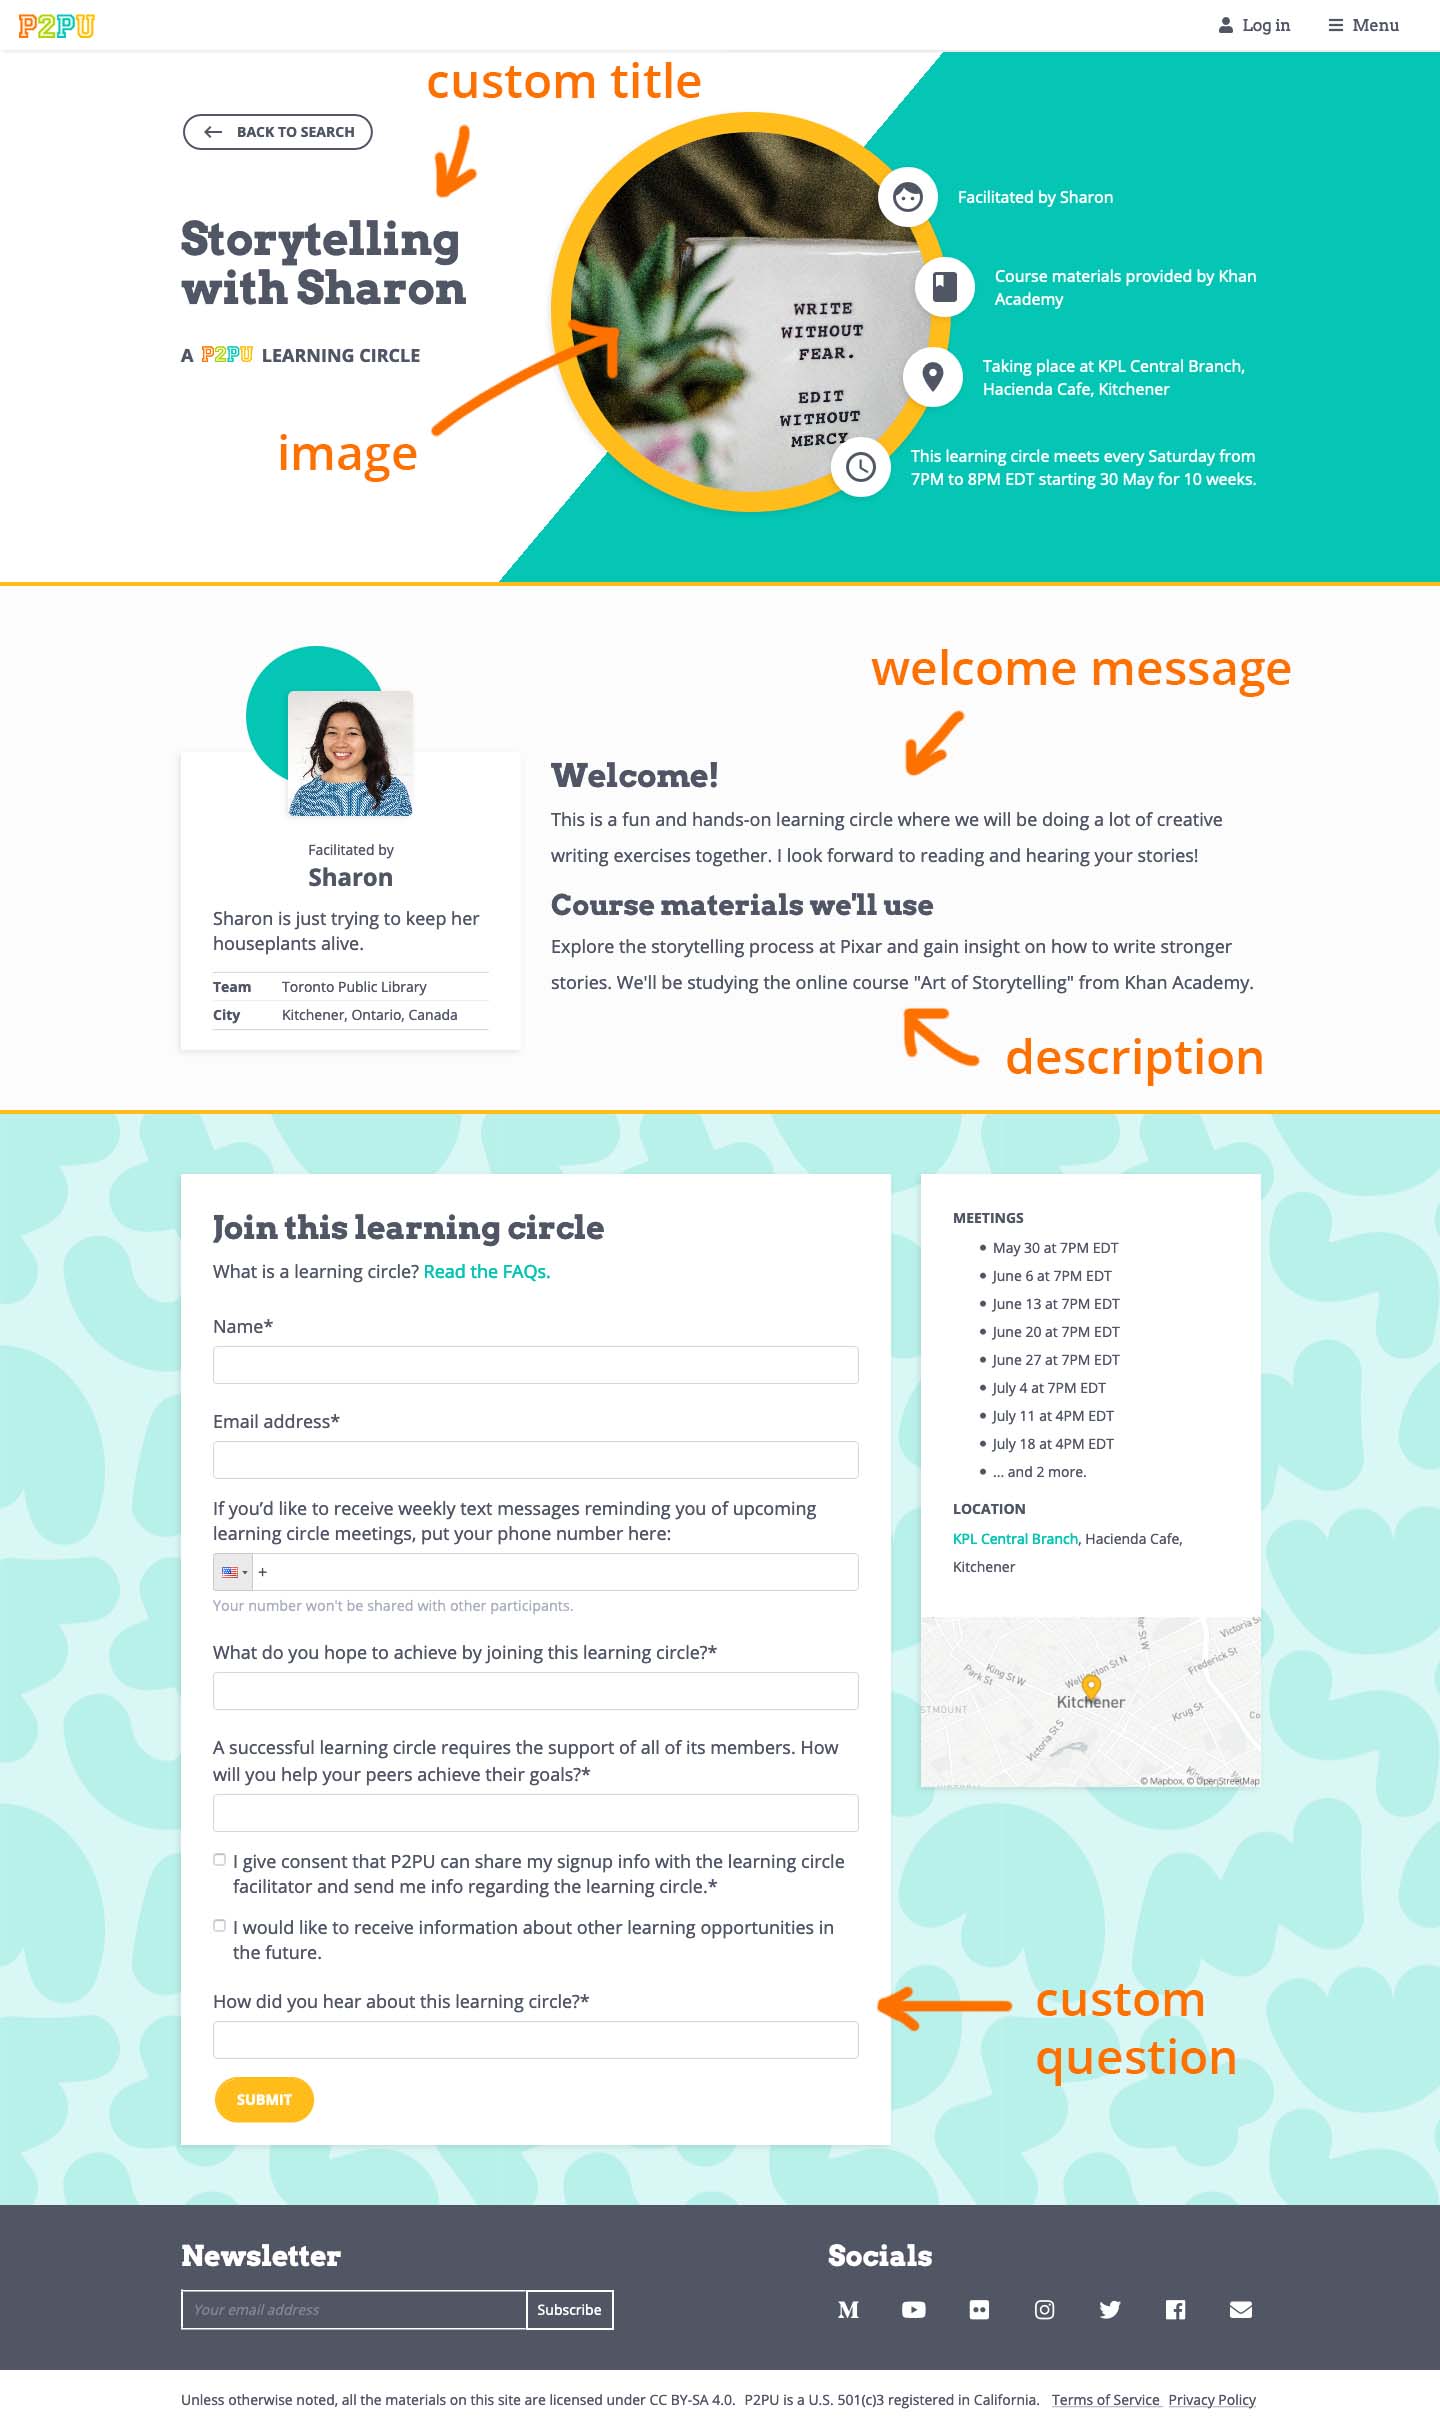 P2PU
Log in
Menu
custom title
BACK TO SEARCH
Storytelling
with Sharon
A P2PU LEARNING CIRCLE
image
WRITE
WITHOUT
FEAR.
EDIT
WITHOUT
MERCY
Facilitated by Sharon
Course materials provided by Khan
Academy
Taking place at KPL Central Branch,
Hacienda Cafe, Kitchener
This learning circle meets every Saturday from
7PM to 8PM EDT starting 30 May for 10 weeks.
welcome message
Facilitated by
Sharon
Sharon is just trying to keep her
houseplants alive.
Team Toronto Public Library
City Kitchener, Ontario, Canada
Welcome!
This is a fun and hands-on learning circle where we will be doing a lot of creative
writing exercises together. I look forward to reading and hearing your stories!
Course materials we'll use
Explore the storytelling process at Pixar and gain insight on how to write stronger
stories. We'll be studying the online course "Art of Storytelling" from Khan Academy.
description
Join this learning circle
What is a learning circle? Read the FAQs.
Name*
Email address*
If you’d like to receive weekly text messages reminding you of upcoming
learning circle meetings, put your phone number here:
+
Your number won't be shared with other participants.
What do you hope to achieve by joining this learning circle?*
A successful learning circle requires the support of all of its members. How
will you help your peers achieve their goals?*
I give consent that P2PU can share my signup info with the learning circle
facilitator and send me info regarding the learning circle.*
I would like to receive information about other learning opportunities in
the future.
How did you hear about this learning circle?*
SUBMIT
MEETINGS
May 30 at 7PM EDT
June 6 at 7PM EDT
June 13 at 7PM EDT
June 20 at 7PM EDT
June 27 at 7PM EDT
July 4 at 7PM EDT
July 11 at 4PM EDT
July 18 at 4PM EDT
... and 2 more.
LOCATION
KPL Central Branch, Hacienda Cafe,
Kitchener
Victoria S
King St W
Park St
Wellington St N
Frederick St
Kitchener
STMOUNT
Krug St
Victoria St S
© Mapbox, © OpenStreetMap
custom
question
Newsletter
Your email address
Subscribe
Socials
Unless otherwise noted, all the materials on this site are licensed under CC BY-SA 4.0. P2PU is a U.S. 501(c)3 registered in California. Terms of Service Privacy Policy